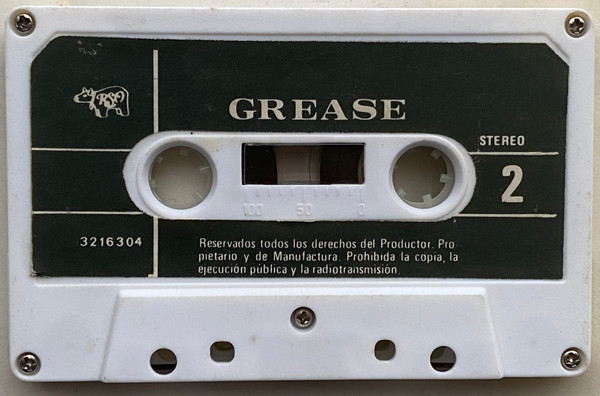 RSO
GREASE
STEREO
2
100 50 0
3216304
Reservados todos los derechos del Productor. Pro-
pietario y de Manufactura. Prohibida la copia, la
ejecución pública y la radiotransmisión